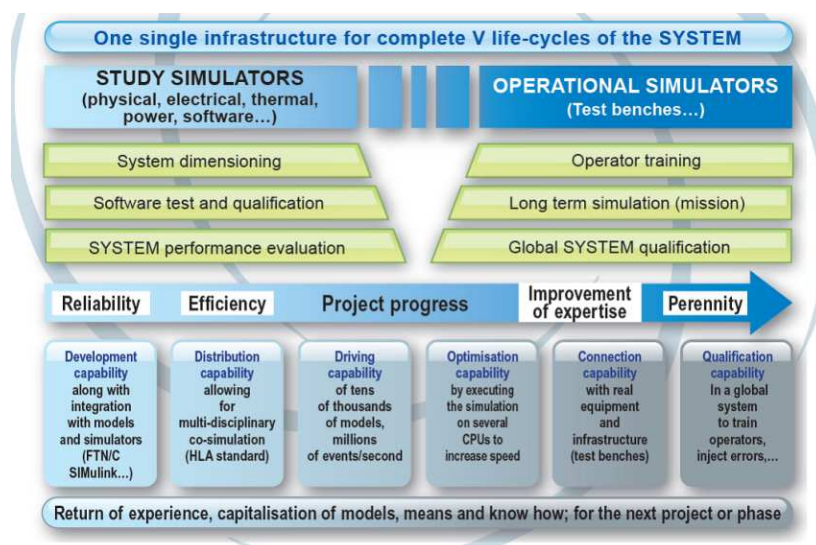 One single infrastructure for complete V life-cycles of the SYSTEM
STUDY SIMULATORS
(physical, electrical, thermal,
power, software...)
OPERATIONAL SIMULATORS
(Test benches...)
System dimensioning
Operator training
Software test and qualification
Long term simulation (mission)
SYSTEM performance evaluation
Global SYSTEM qualification
Reliability
Efficiency
Project progress
Improvement
of expertise
Perennity
Development
capability
along with
integration
with models
and simulators
(FTN/C
SIMulink...)
Distribution
capability
allowing
for
multi-disciplinary
co-simulation
(HLA standard)
Driving
capability
of tens
of thousands
of models,
millions
of events/second
Optimisation
capability
by executing
the simulation
on several
CPUs to
increase speed
Connection
capability
with real
equipment
and
infrastructure
(test benches)
Qualification
capability
In a global
system
to train
operators,
inject errors,...
Return of experience, capitalisation of models, means and know how; for the next project or phase